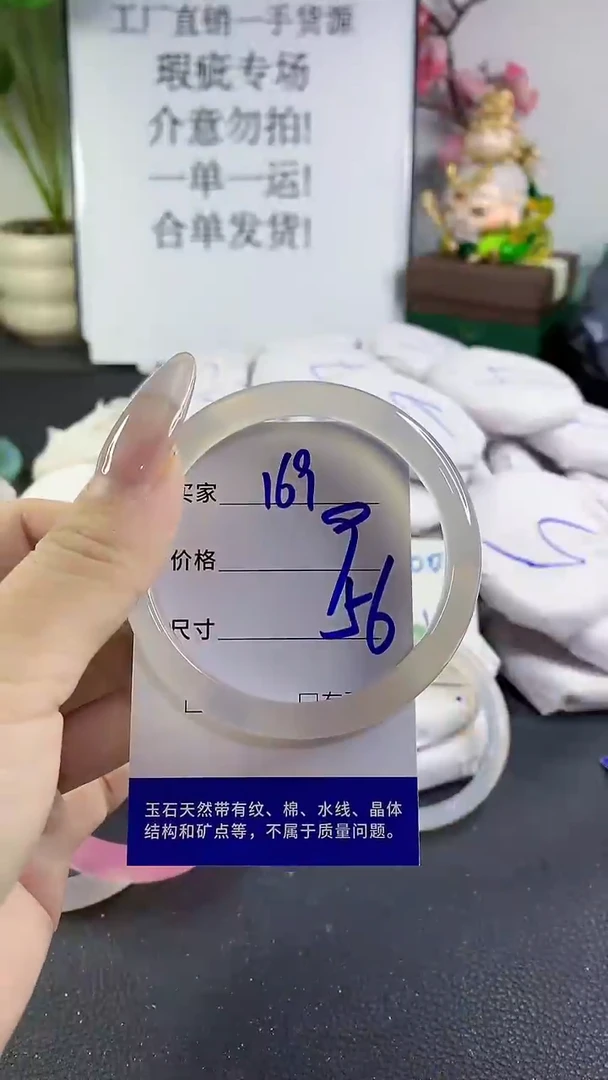 工厂直销一手货源
瑕疵专场
介意勿拍!
一单一运!
合单发货!
买家 169
价格
尺寸 56
玉石天然带有纹、棉、水线、晶体
结构和矿点等，不属于质量问题。